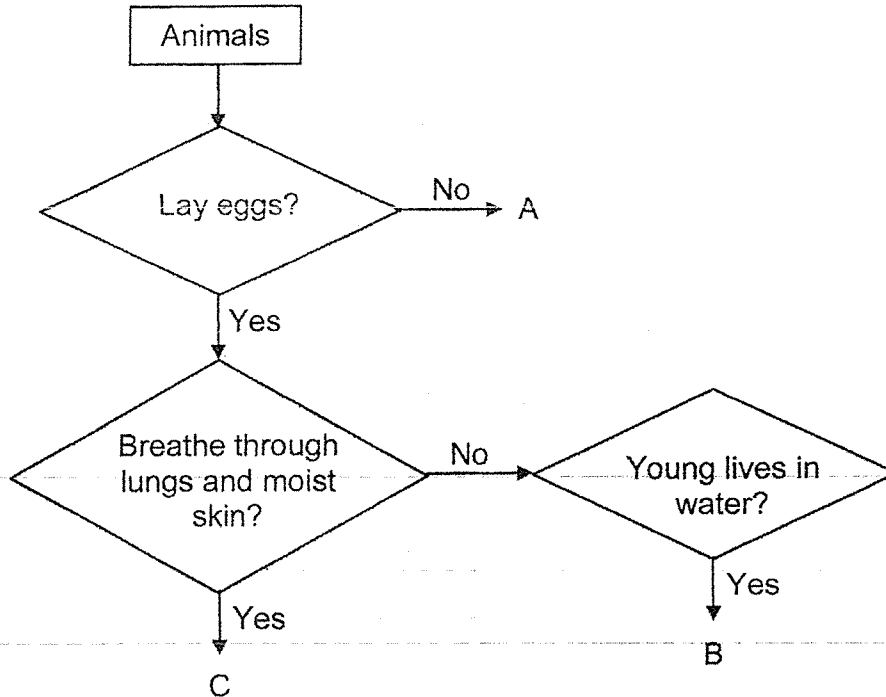 Animals
Lay eggs?
No
A
Yes
Breathe through
lungs and moist
skin?
No
Young lives in
water?
Yes
B
Yes
C